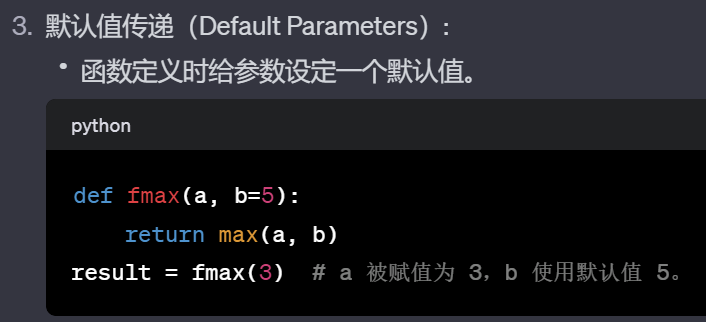 3. 默认值传递（Default Parameters）:
• 函数定义时给参数设定一个默认值。
python
def fmax(a, b=5):
    return max(a, b)
result = fmax(3)  # a 被赋值为 3，b 使用默认值 5。